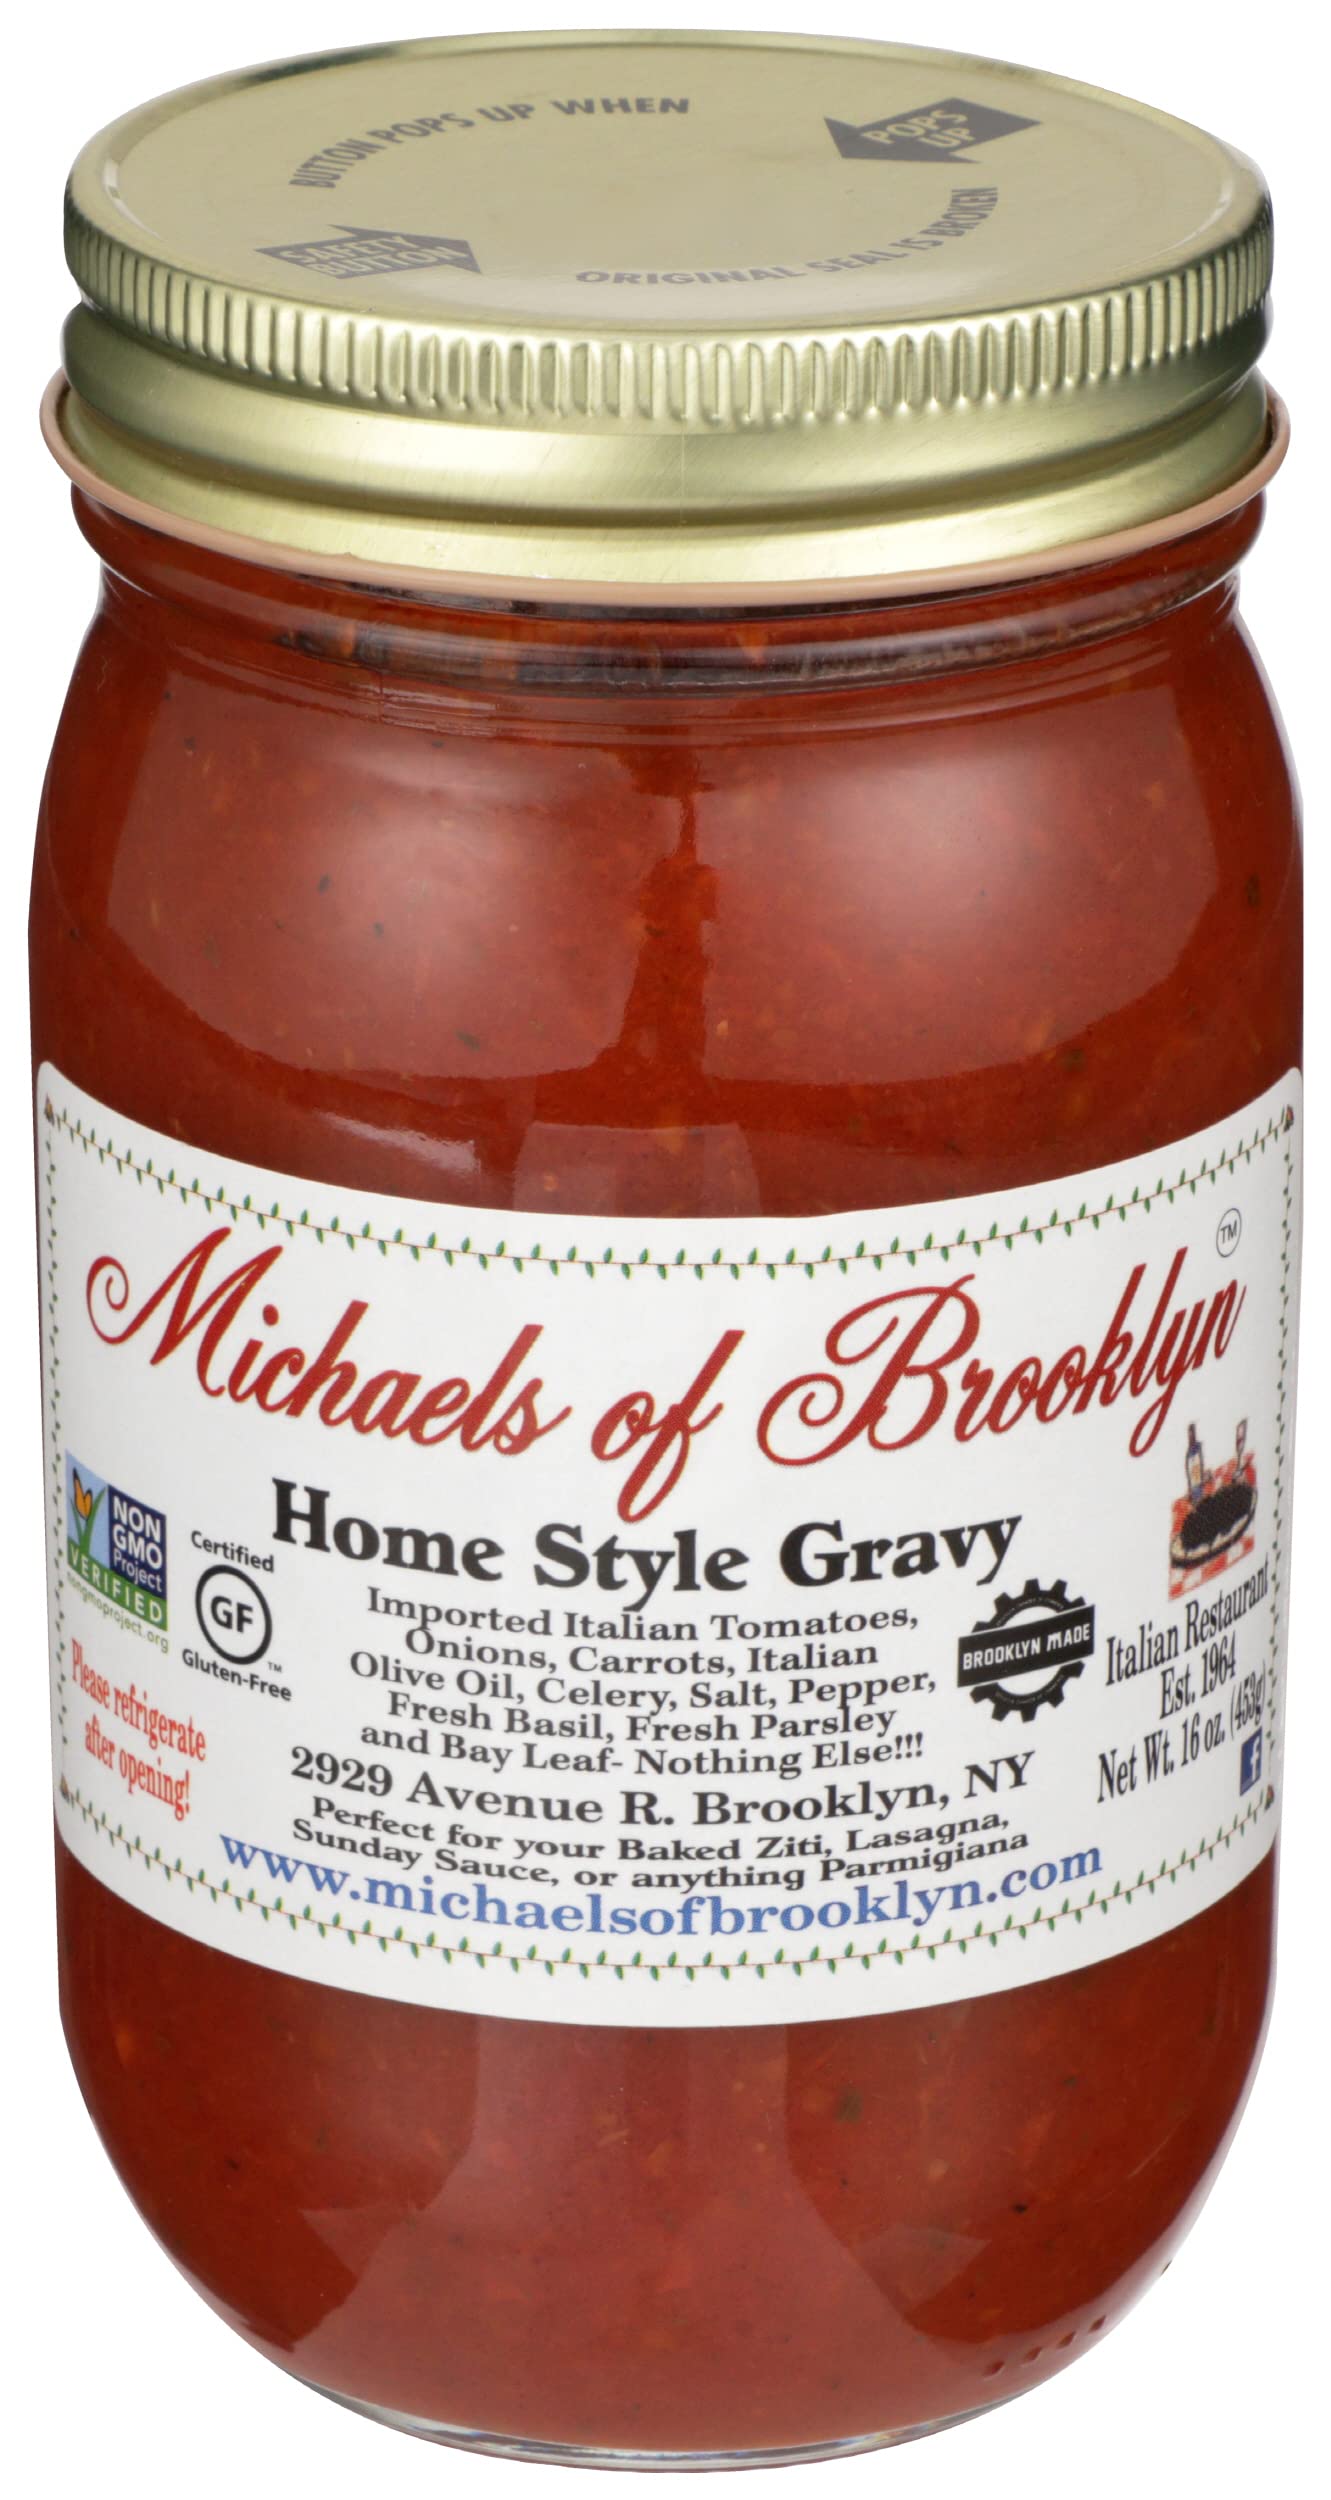 BUTTON POPS UP WHEN
POPS
UP
SAFETY
BUTTON
ORIGINAL SEAL IS BROKEN
Michaels of Brooklyn
TM
Home Style Gravy
NON
GMO
Project
VERIFIED
nongmoproject.org
Certified
GF
TM
Gluten-Free
Please refrigerate
after opening!
Imported Italian Tomatoes,
Onions, Carrots, Italian
Olive Oil, Celery, Salt, Pepper,
Fresh Basil, Fresh Parsley
and Bay Leaf- Nothing Else!!!
BROOKLYN MADE
Italian Restaurant
Est. 1964
Net Wt. 16 oz. (453g)
f
2929 Avenue R. Brooklyn, NY
Perfect for your Baked Ziti, Lasagna,
Sunday Sauce, or anything Parmigiana
www.michaelsofbrooklyn.com